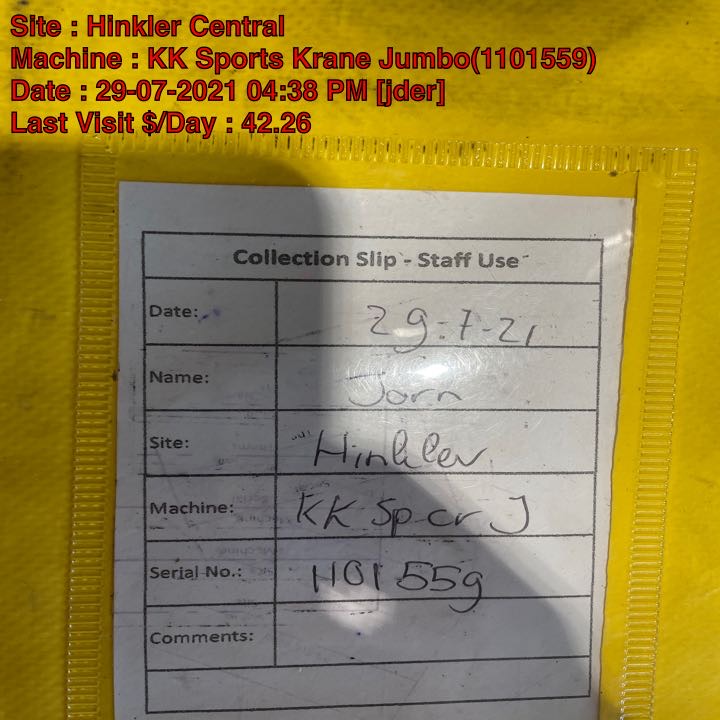 Site : Hinkler Central
Machine : KK Sports Krane Jumbo(1101559)
Date : 29-07-2021 04:38 PM [jder]
Last Visit $/Day : 42.26
Collection Slip - Staff Use
Date: 29-7-21
Name: Jorn
Site: Hinkler
Machine: KK Sp cr J
Serial No.: 1101559
Comments: